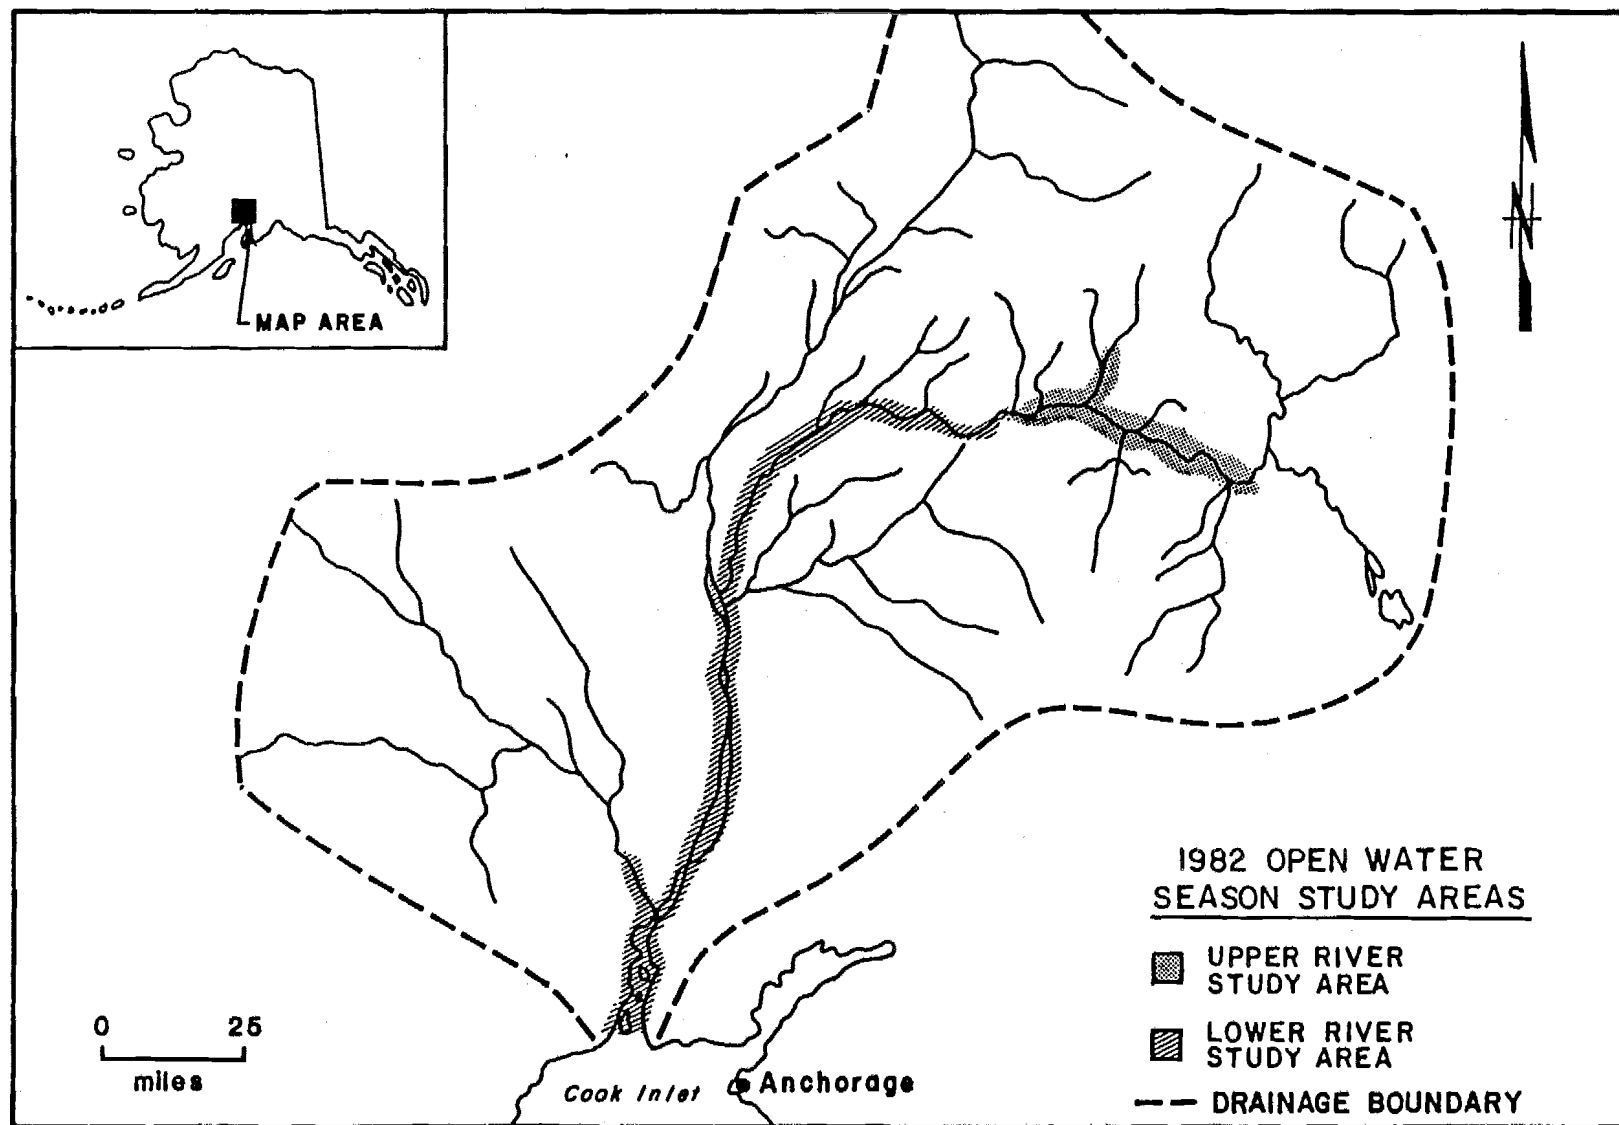 MAP AREA
N
1982 OPEN WATER
SEASON STUDY AREAS
UPPER RIVER
STUDY AREA
LOWER RIVER
STUDY AREA
DRAINAGE BOUNDARY
0 25
miles
Cook Inlet
Anchorage